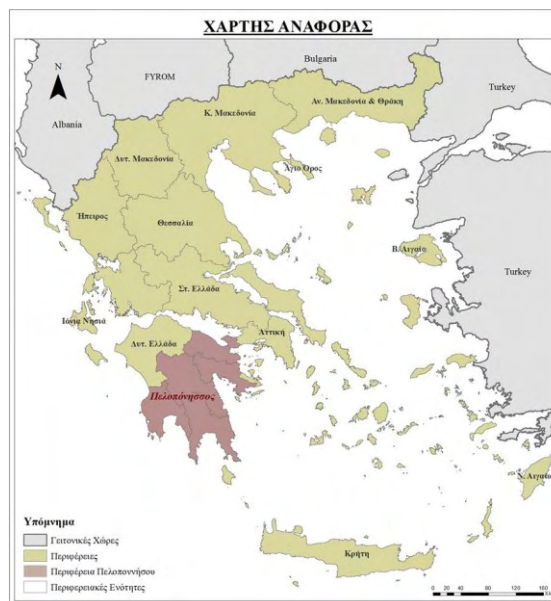 ΧΑΡΤΗΣ ΑΝΑΦΟΡΑΣ
N
Bulgaria
FYROM
Turkey
Albania
Αν. Μακεδονία & Θράκη
Κ. Μακεδονία
Δυτ. Μακεδονία
Άγιο Όρος
Ήπειρος
Θεσσαλία
Β. Αιγαίο
Turkey
Στ. Ελλάδα
Ιόνια Νησιά
Αττική
Δυτ. Ελλάδα
Πελοπόννησος
Ν. Αιγαίο
Κρήτη
Υπόμνημα
Γειτονικές Χώρες
Περιφέρειες
Περιφέρεια Πελοποννήσου
Περιφερειακές Ενότητες
0 20 40 80 120 160